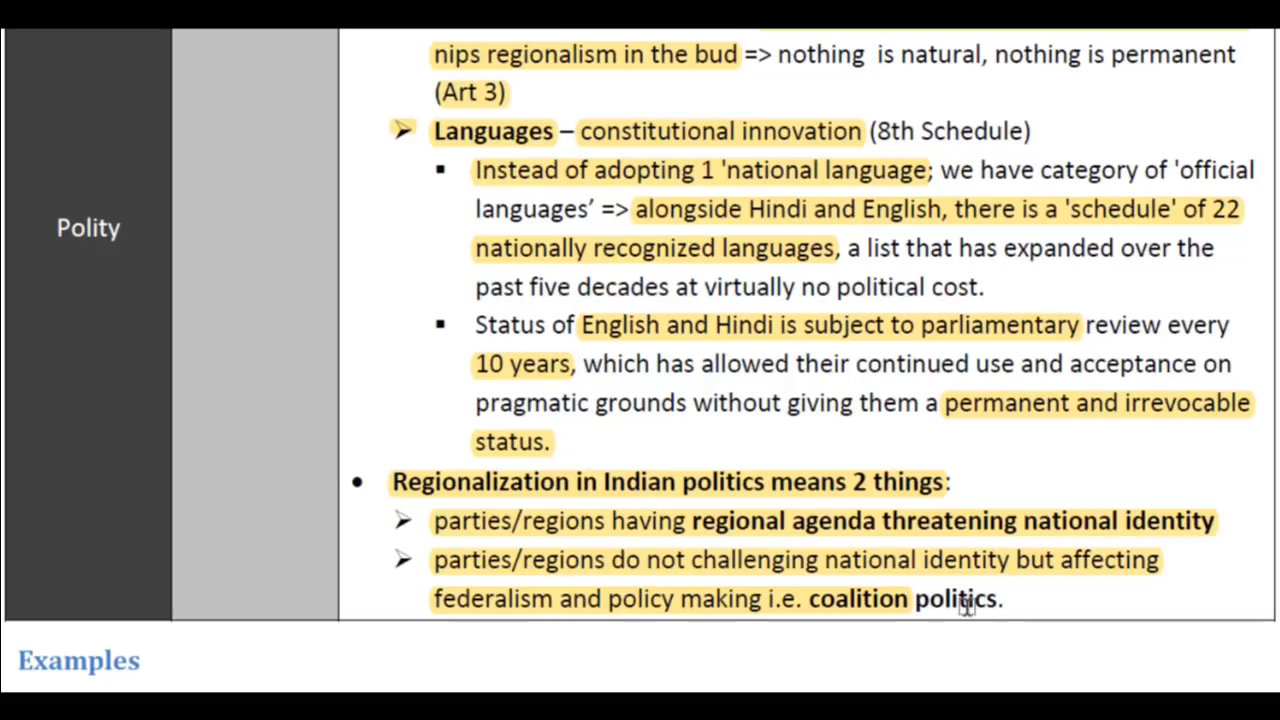 nips regionalism in the bud => nothing is natural, nothing is permanent
(Art 3)
➢ Languages – constitutional innovation (8th Schedule)
▪ Instead of adopting 1 'national language; we have category of 'official
Polity
languages’ => alongside Hindi and English, there is a 'schedule' of 22
nationally recognized languages, a list that has expanded over the
past five decades at virtually no political cost.
▪ Status of English and Hindi is subject to parliamentary review every
10 years, which has allowed their continued use and acceptance on
pragmatic grounds without giving them a permanent and irrevocable
status.
• Regionalization in Indian politics means 2 things:
➢ parties/regions having regional agenda threatening national identity
➢ parties/regions do not challenging national identity but affecting
federalism and policy making i.e. coalition politics.
Examples